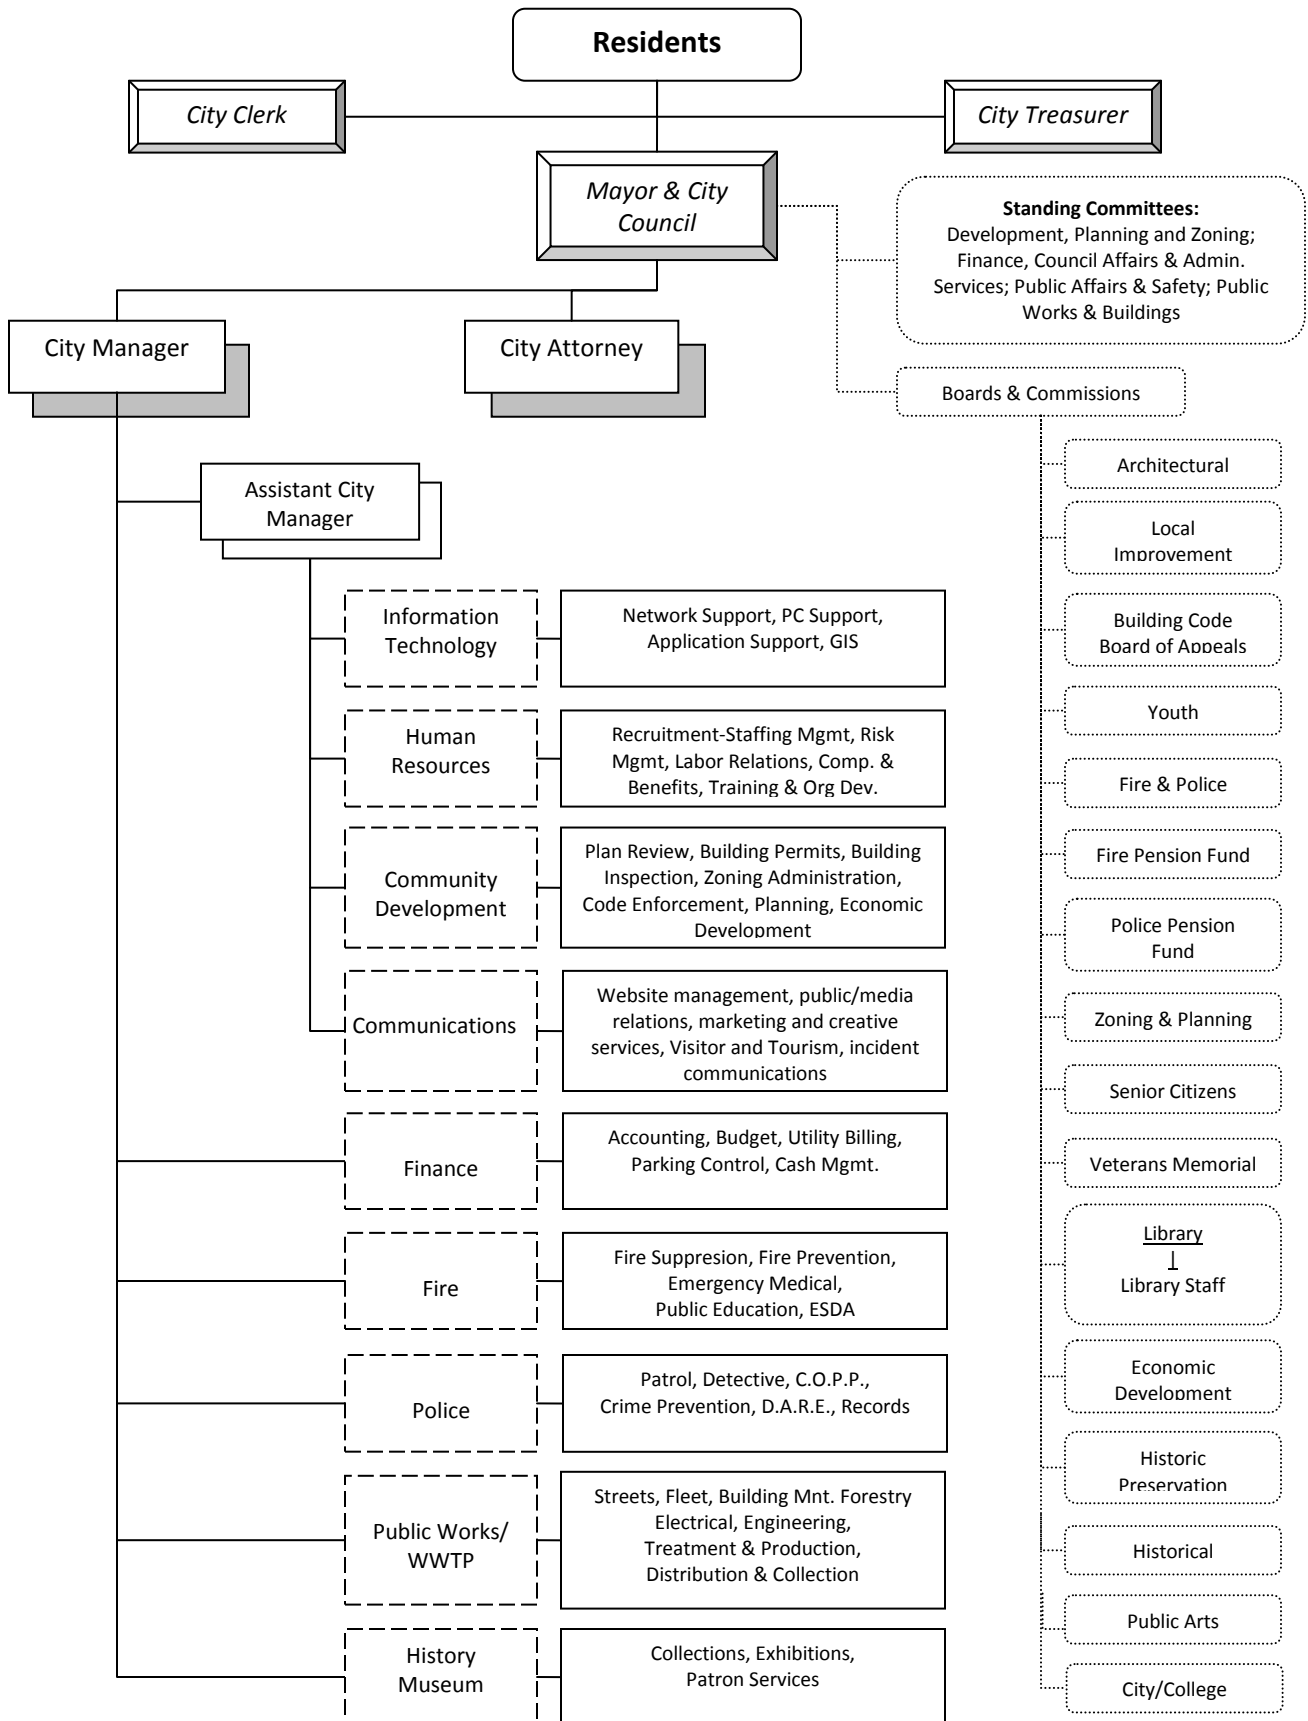 Residents
City Clerk
City Treasurer
Mayor & City
Council
Standing Committees:
Development, Planning and Zoning;
Finance, Council Affairs & Admin.
Services; Public Affairs & Safety; Public
Works & Buildings
City Manager
City Attorney
Boards & Commissions
Assistant City
Manager
Information
Technology
Network Support, PC Support,
Application Support, GIS
Human
Resources
Recruitment-Staffing Mgmt, Risk
Mgmt, Labor Relations, Comp. &
Benefits, Training & Org Dev.
Community
Development
Plan Review, Building Permits, Building
Inspection, Zoning Administration,
Code Enforcement, Planning, Economic
Development
Communications
Website management, public/media
relations, marketing and creative
services, Visitor and Tourism, incident
communications
Finance
Accounting, Budget, Utility Billing,
Parking Control, Cash Mgmt.
Fire
Fire Suppresion, Fire Prevention,
Emergency Medical,
Public Education, ESDA
Police
Patrol, Detective, C.O.P.P.,
Crime Prevention, D.A.R.E., Records
Public Works/
WWTP
Streets, Fleet, Building Mnt. Forestry
Electrical, Engineering,
Treatment & Production,
Distribution & Collection
History
Museum
Collections, Exhibitions,
Patron Services
Architectural
Local
Improvement
Building Code
Board of Appeals
Youth
Fire & Police
Fire Pension Fund
Police Pension
Fund
Zoning & Planning
Senior Citizens
Veterans Memorial
Library
Library Staff
Economic
Development
Historic
Preservation
Historical
Public Arts
City/College